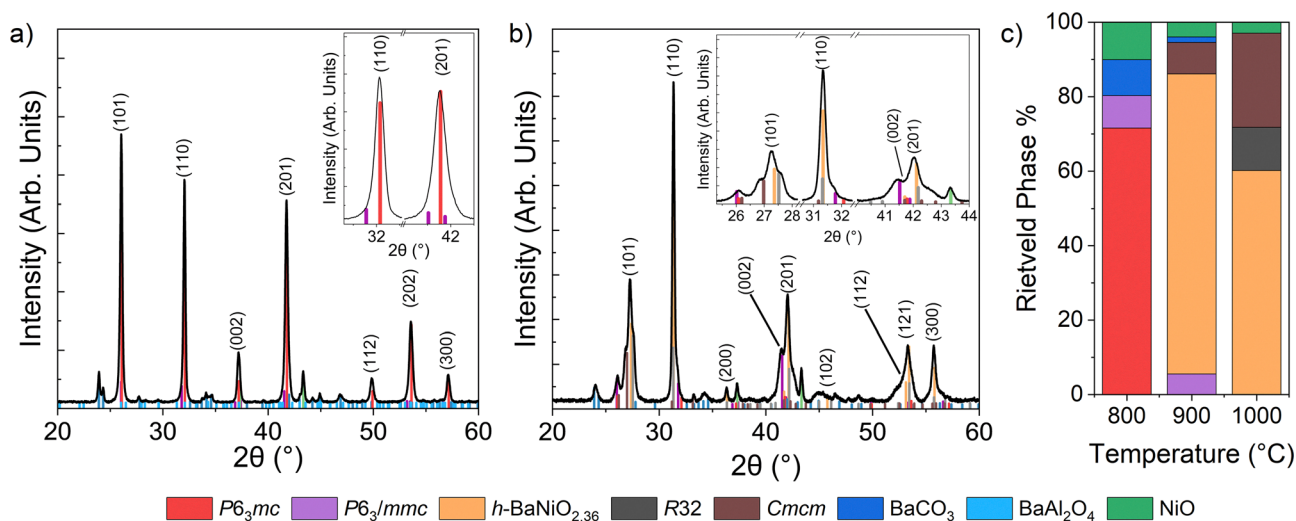 a)
Intensity (Arb. Units)
(101)
(110)
(002)
(201)
(112)
(202)
(300)
20
30
40
50
60
2θ (°)
Intensity (Arb. Units)
(110)
(201)
32
42
2θ (°)
b)
Intensity (Arb. Units)
(101)
(110)
(200)
(002)
(201)
(102)
(112)
(121)
(300)
20
30
40
50
60
2θ (°)
Intensity (Arb. Units)
(101)
(110)
(002)
(201)
26
27
28
31
32
41
42
43
44
2θ (°)
c)
Rietveld Phase %
100
80
60
40
20
0
800
900
1000
Temperature (°C)
P6₃mc
P6₃/mmc
h-BaNiO₂.₃₆
R32
Cmcm
BaCO₃
BaAl₂O₄
NiO